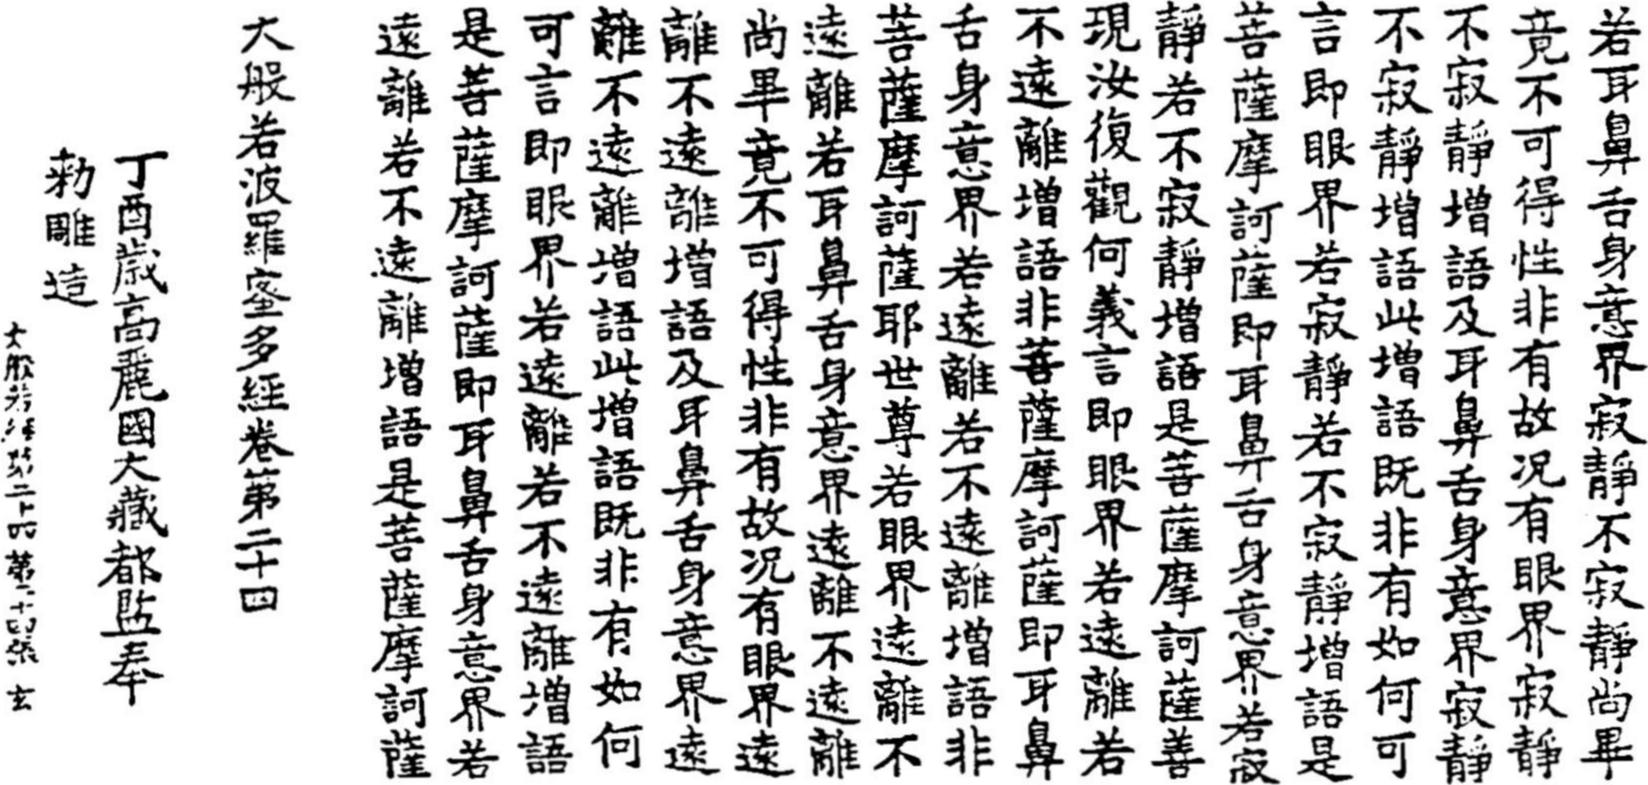 若耳鼻舌身意界寂靜不寂靜尚畢
竟不可得性非有故况有眼界寂靜
不寂靜增語及耳鼻舌身意界寂靜
不寂靜增語此增語既非有如何可
言即眼界若寂靜若不寂靜增語是
菩薩摩訶薩即耳鼻舌身意界若寂
靜若不寂靜增語是菩薩摩訶薩善
現汝復觀何義言即眼界若遠離若
不遠離增語非菩薩摩訶薩即耳鼻
舌身意界若遠離若不遠離增語非
菩薩摩訶薩耶世尊若眼界遠離不
遠離若耳鼻舌身意界遠離不遠離
尚畢竟不可得性非有故况有眼界遠
離不遠離增語及耳鼻舌身意界遠
離不遠離增語此增語既非有如何
可言即眼界若遠離若不遠離增語
是菩薩摩訶薩即耳鼻舌身意界若
遠離若不遠離增語是菩薩摩訶薩
大般若波羅蜜多經卷第二十四
丁酉歲高麗國大藏都監奉
勑雕造
大般若經第二十四 第二十四張 玄